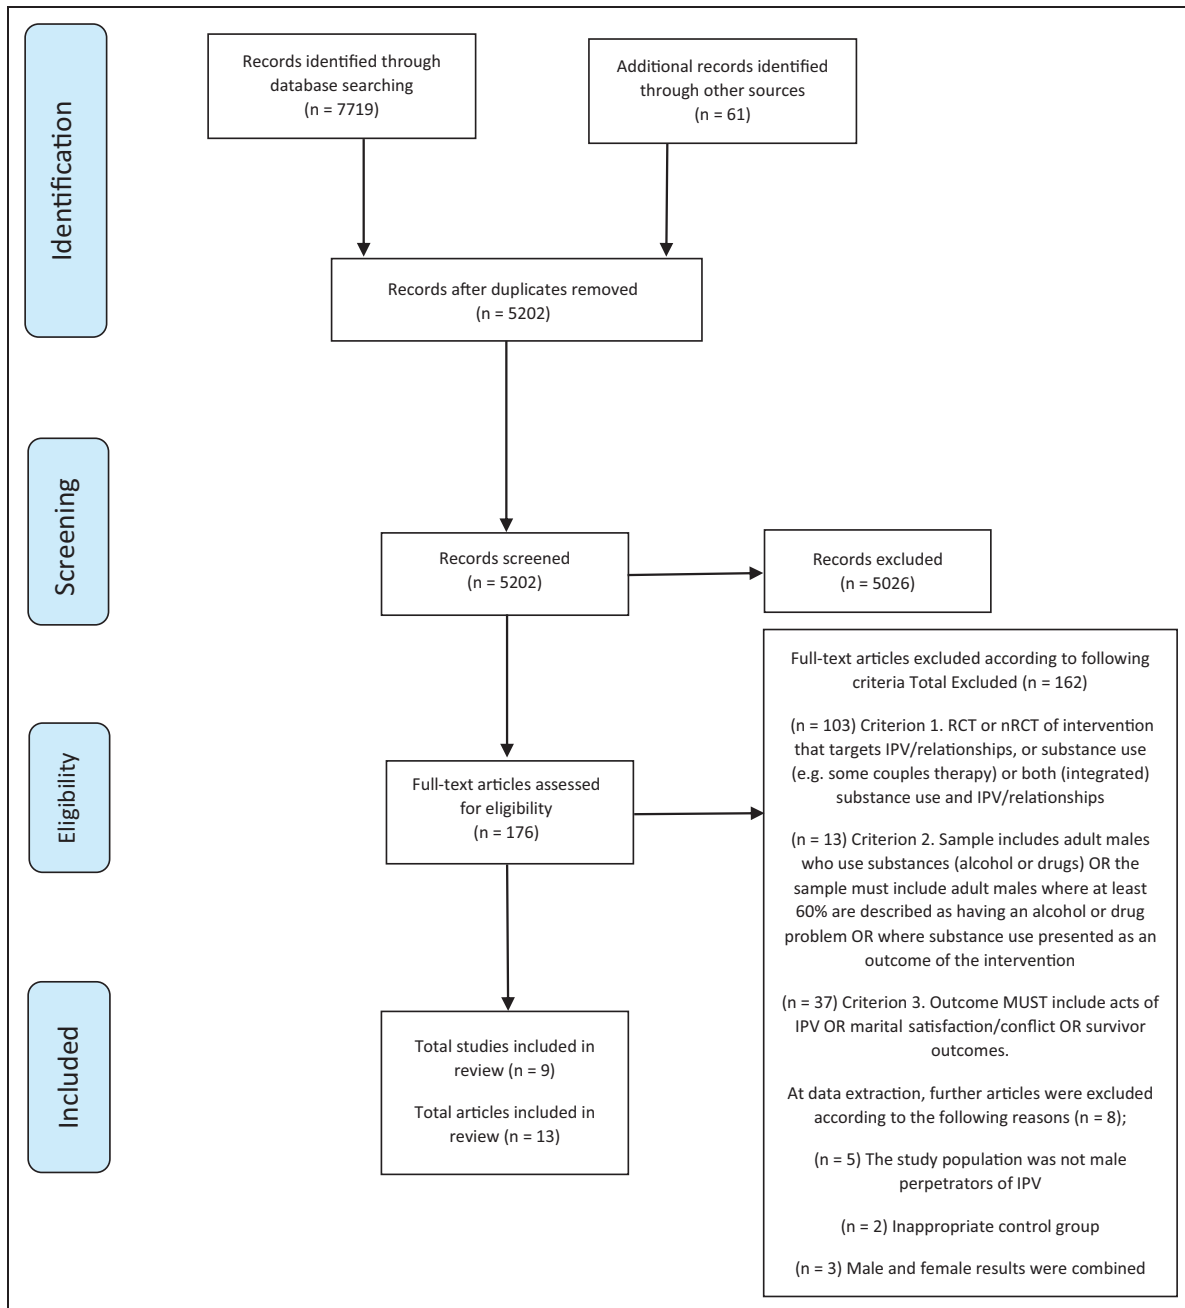 Identification
Records identified through
database searching
(n = 7719)
Additional records identified
through other sources
(n = 61)
Records after duplicates removed
(n = 5202)
Screening
Records screened
(n = 5202)
Records excluded
(n = 5026)
Eligibility
Full-text articles assessed
for eligibility
(n = 176)
Full-text articles excluded according to following
criteria Total Excluded (n = 162)
(n = 103) Criterion 1. RCT or nRCT of intervention
that targets IPV/relationships, or substance use
(e.g. some couples therapy) or both (integrated)
substance use and IPV/relationships
(n = 13) Criterion 2. Sample includes adult males
who use substances (alcohol or drugs) OR the
sample must include adult males where at least
60% are described as having an alcohol or drug
problem OR where substance use presented as an
outcome of the intervention
(n = 37) Criterion 3. Outcome MUST include acts of
IPV OR marital satisfaction/conflict OR survivor
outcomes.
At data extraction, further articles were excluded
according to the following reasons (n = 8);
(n = 5) The study population was not male
perpetrators of IPV
(n = 2) Inappropriate control group
(n = 3) Male and female results were combined
Included
Total studies included in
review (n = 9)
Total articles included in
review (n = 13)